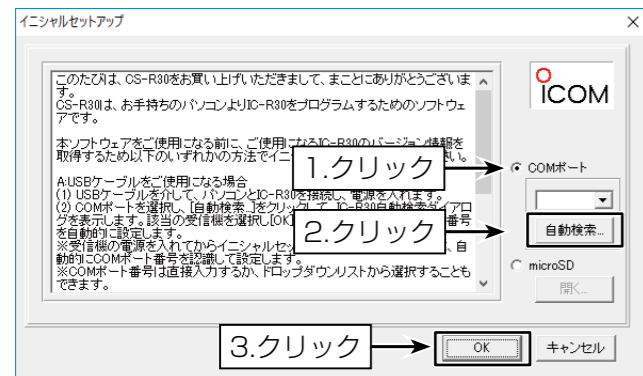 イニシャルセットアップ
このたびは、CS-R30をお買い上げいただきまして、まことにありがとうございま
す。
CS-R30は、お手持ちのパソコンよりIC-R30をプログラムするためのソフトウェ
アです。
本ソフトウェアをご使用になる前に、ご使用になるIC-R30のバージョン情報を
取得するため以下のいずれかの方法でイニ
い。
A:USBケーブルをご使用になる場合
(1) USBケーブルを介して、パソコンとIC-R30を接続し、電源を入れます。
(2) COMポートを選択し、[自動検索...]をクリックして、IC-R30自動検索ダイアロ
グを表示します。該当の受信機を選択し[OK]
番号
を自動的に設定します。
※受信機の電源を入れてからイニシャルセッ
、自
動的にCOMポート番号を認識して設定します。
※COMポート番号は直接入力するか、ドロップダウンリストから選択することも
できます。
ICOM
1.クリック
COMポート
2.クリック
自動検索...
microSD
開く...
3.クリック
OK
キャンセル